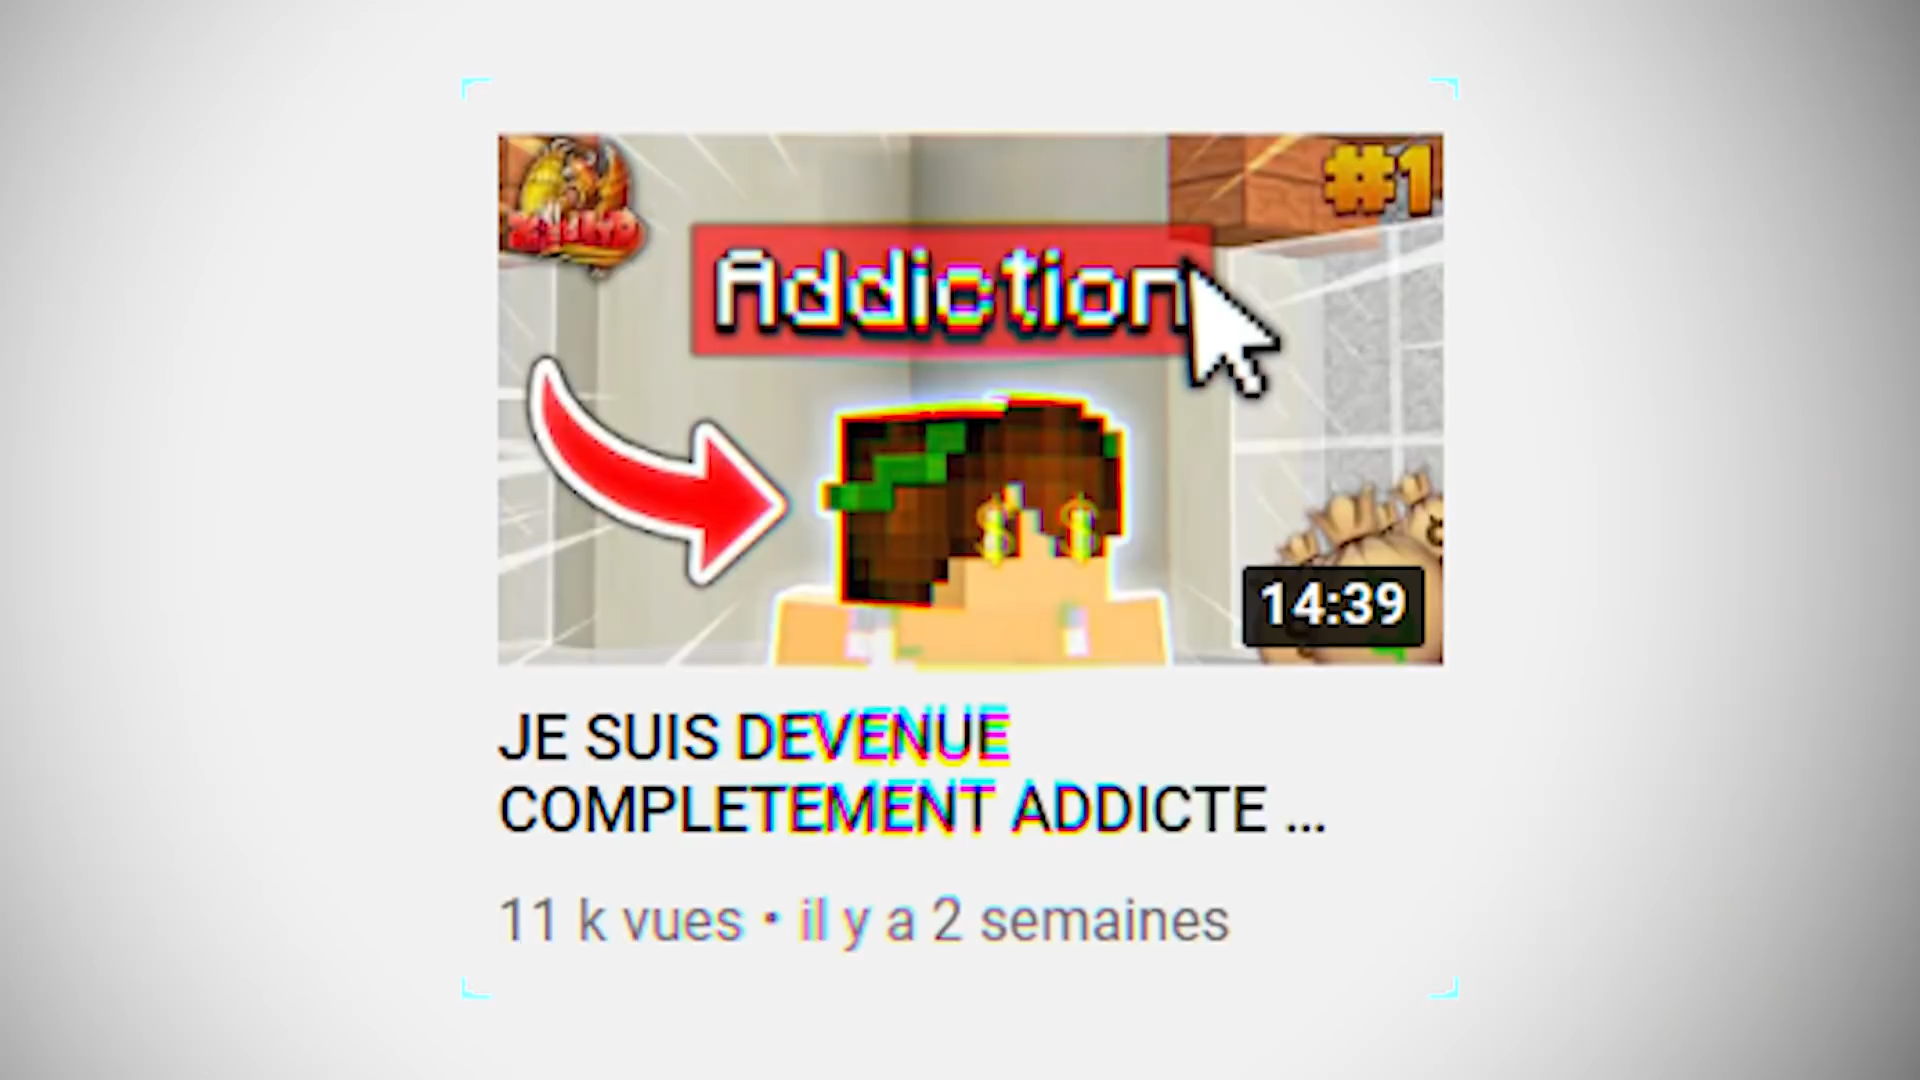 #1
Addiction
14:39
JE SUIS DEVENUE
COMPLETEMENT ADDICTE ...
11 k vues • il y a 2 semaines